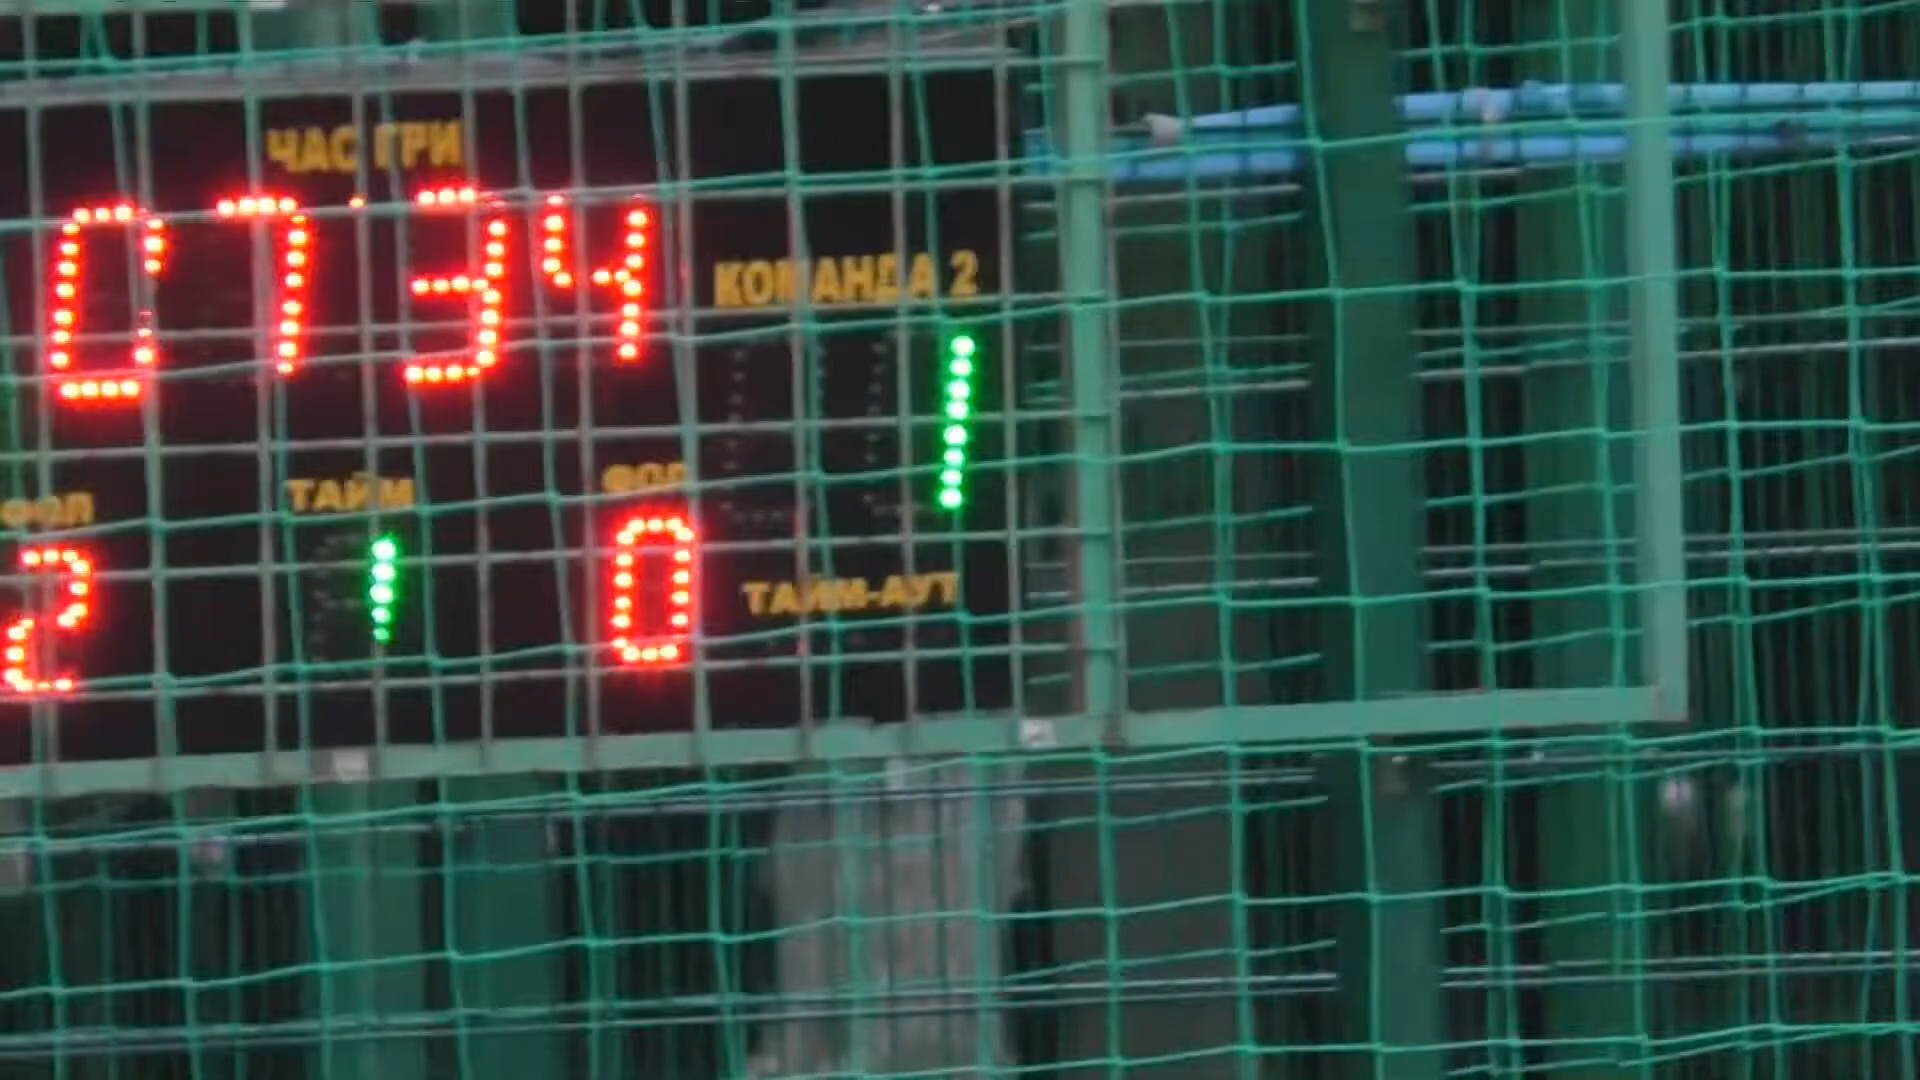 ЧАС ГРИ
07 34
КОМАНДА 2
1
ФОЛ ТАЙМ ФОЛ
2 1 0
ТАЙМ-АУТ